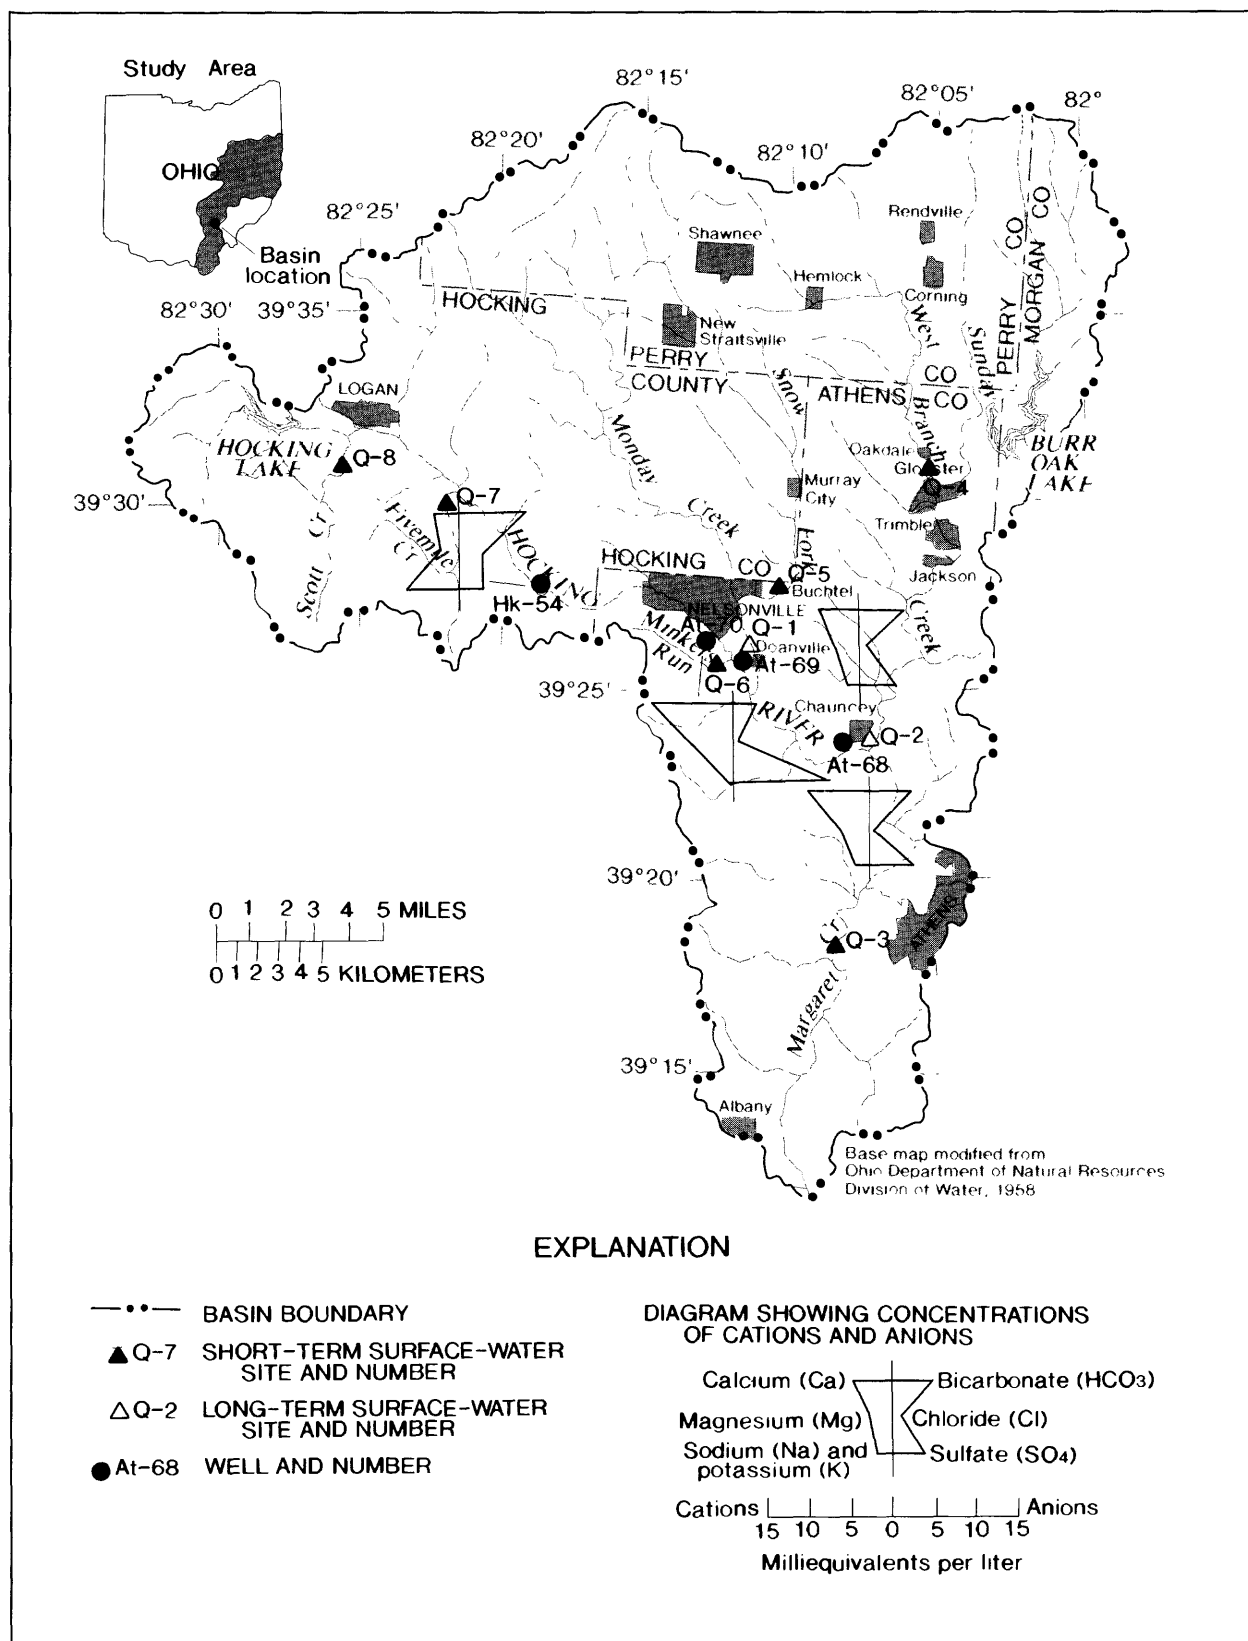 Study Area
OHIO
Basin
location
82°30'
82°25'
82°20'
82°15'
82°10'
82°05'
82°
39°35'
39°30'
39°25'
39°20'
39°15'
HOCKING
PERRY
COUNTY
ATHENS
CO
CO
PERRY CO
MORGAN CO
Shawnee
New
Straitsville
Hemlock
Rendville
Corning
West
Branch
Sunday
Creek
Snow
Fork
Monday
Creek
LOGAN
HOCKING
LAKE
Q-8
Scott Cr
Q-7
Fivemile
Cr
HOCKING
RIVER
Hk-54
HOCKING CO
NELSONVILLE
Murray
City
Oakdale
Glouster
Q-4
Trimble
Jackson
BURR
OAK
LAKE
Q-5
Buchtel
At-70
Q-1
Doanville
At-69
Minkers
Run
Q-6
Chauncey
Q-2
At-68
ATHENS
Q-3
Margaret Cr
Albany
0 1 2 3 4 5 MILES
0 1 2 3 4 5 KILOMETERS
Base map modified from
Ohio Department of Natural Resources
Division of Water, 1958
EXPLANATION
BASIN BOUNDARY
Q-7 SHORT-TERM SURFACE-WATER
SITE AND NUMBER
Q-2 LONG-TERM SURFACE-WATER
SITE AND NUMBER
At-68 WELL AND NUMBER
DIAGRAM SHOWING CONCENTRATIONS
OF CATIONS AND ANIONS
Calcium (Ca) Bicarbonate (HCO3)
Magnesium (Mg) Chloride (Cl)
Sodium (Na) and Sulfate (SO4)
potassium (K)
Cations Anions
15 10 5 0 5 10 15
Milliequivalents per liter